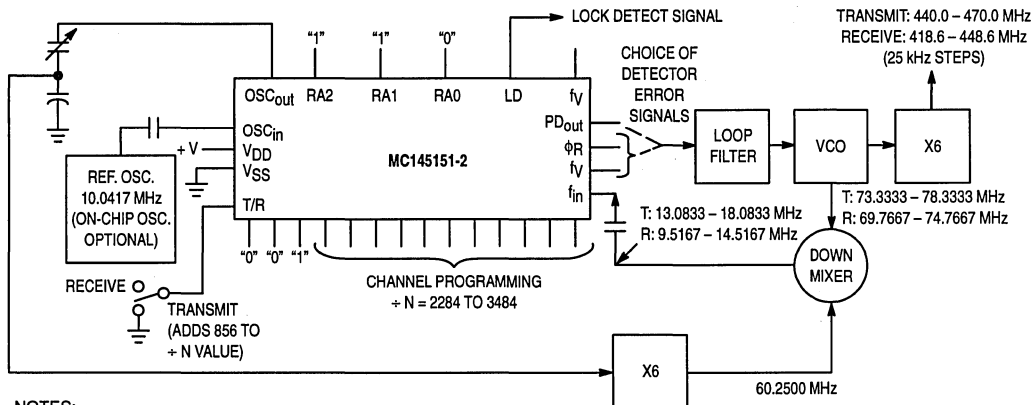 LOCK DETECT SIGNAL
TRANSMIT: 440.0 – 470.0 MHz
RECEIVE: 418.6 – 448.6 MHz
(25 kHz STEPS)
"1" "1" "0"
CHOICE OF
DETECTOR
ERROR
SIGNALS
OSCout RA2 RA1 RA0 LD fV
OSCin
+ V VDD
VSS
T/R
MC145151-2
PDout
ϕR
fV
fin
LOOP
FILTER
VCO
X6
REF. OSC.
10.0417 MHz
(ON-CHIP OSC.
OPTIONAL)
T: 13.0833 – 18.0833 MHz
R: 9.5167 – 14.5167 MHz
T: 73.3333 – 78.3333 MHz
R: 69.7667 – 74.7667 MHz
DOWN
MIXER
"0" "0" "1"
CHANNEL PROGRAMMING
÷ N = 2284 TO 3484
RECEIVE
TRANSMIT
(ADDS 856 TO
÷ N VALUE)
X6
60.2500 MHz
NOTES: